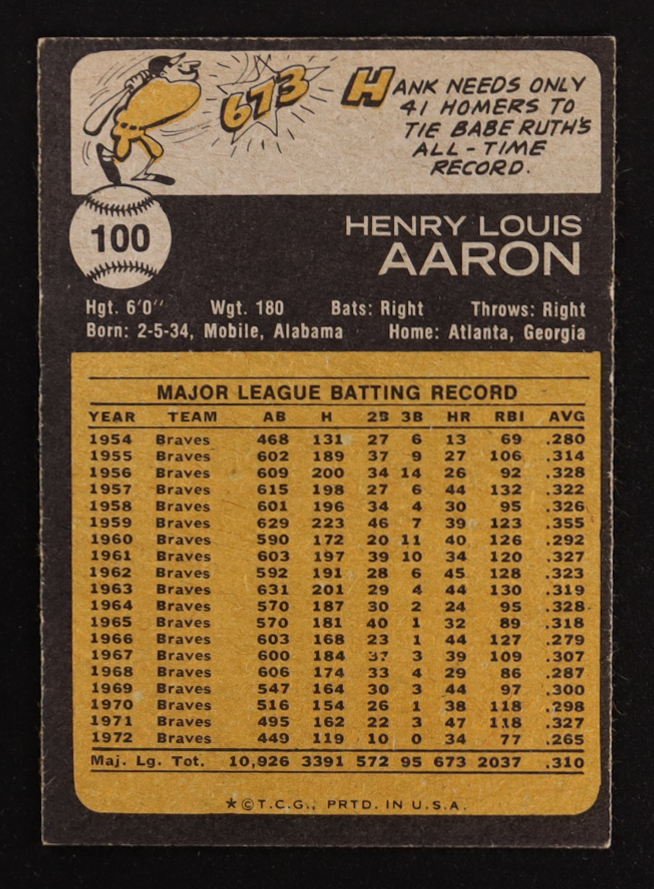 673
HANK NEEDS ONLY
41 HOMERS TO
TIE BABE RUTH'S
ALL-TIME
RECORD.
100
HENRY LOUIS
AARON
Hgt. 6'0" Wgt. 180 Bats: Right Throws: Right
Born: 2-5-34, Mobile, Alabama Home: Atlanta, Georgia
MAJOR LEAGUE BATTING RECORD
YEAR TEAM AB H 2B 3B HR RBI AVG
1954 Braves 468 131 27 6 13 69 .280
1955 Braves 602 189 37 9 27 106 .314
1956 Braves 609 200 34 14 26 92 .328
1957 Braves 615 198 27 6 44 132 .322
1958 Braves 601 196 34 4 30 95 .326
1959 Braves 629 223 46 7 39 123 .355
1960 Braves 590 172 20 11 40 126 .292
1961 Braves 603 197 39 10 34 120 .327
1962 Braves 592 191 28 6 45 128 .323
1963 Braves 631 201 29 4 44 130 .319
1964 Braves 570 187 30 2 24 95 .328
1965 Braves 570 181 40 1 32 89 .318
1966 Braves 603 168 23 1 44 127 .279
1967 Braves 600 184 37 3 39 109 .307
1968 Braves 606 174 33 4 29 86 .287
1969 Braves 547 164 30 3 44 97 .300
1970 Braves 516 154 26 1 38 118 .298
1971 Braves 495 162 22 3 47 118 .327
1972 Braves 449 119 10 0 34 77 .265
Maj. Lg. Tot. 10,926 3391 572 95 673 2037 .310
★©T.C.G., PRTD. IN U.S.A.